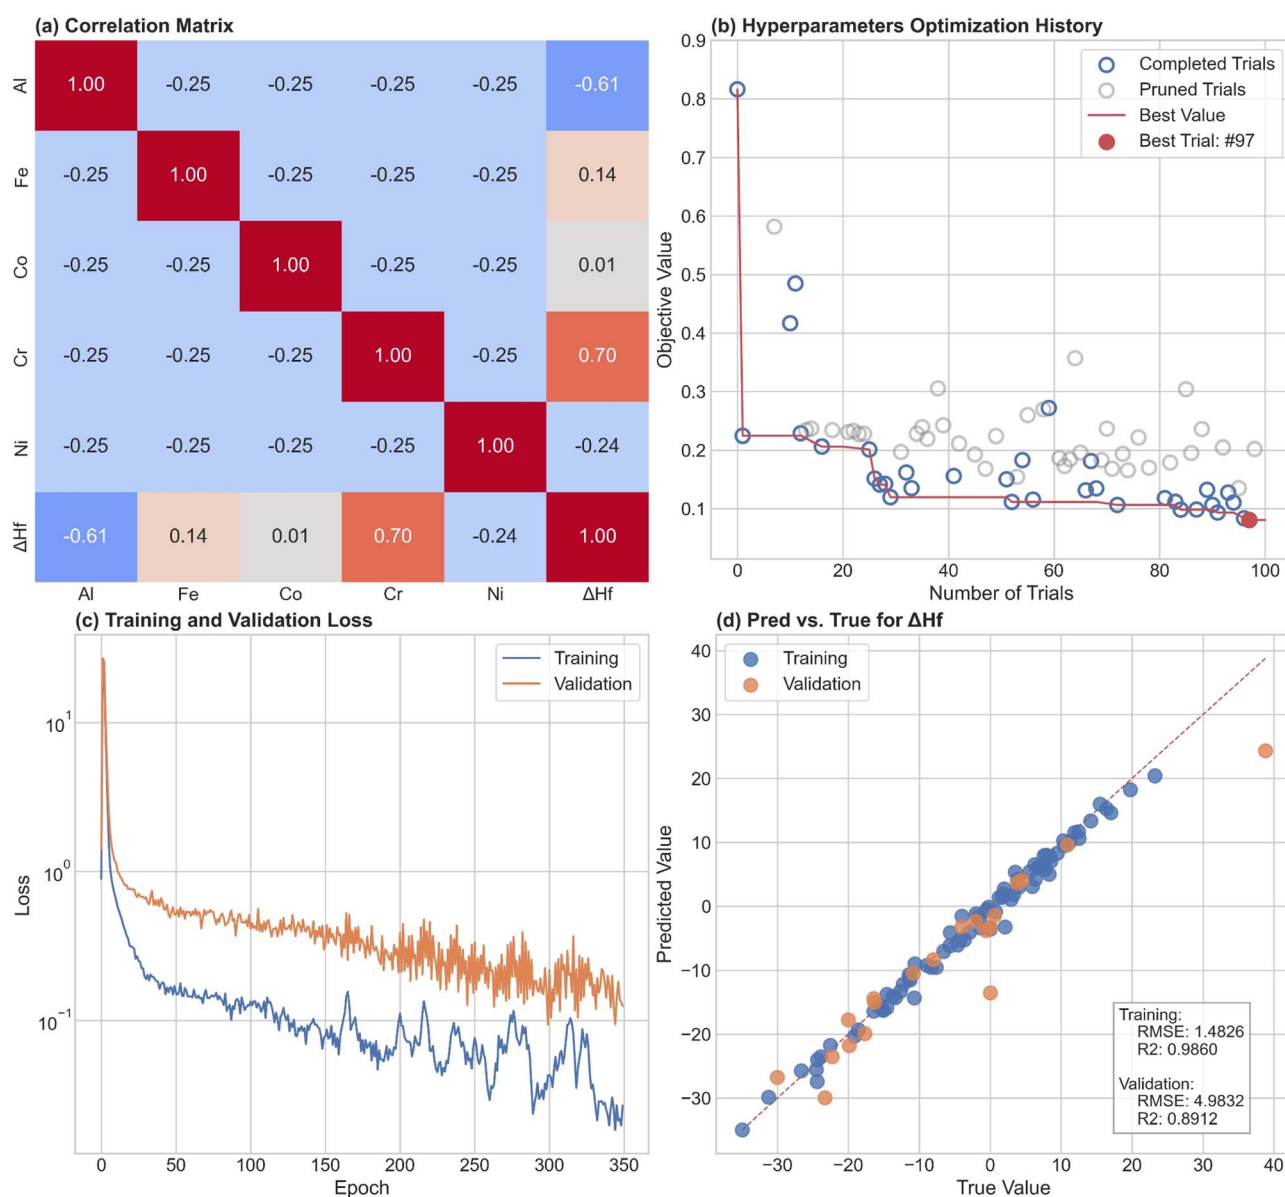 (a) Correlation Matrix
Al 1.00 -0.25 -0.25 -0.25 -0.25 -0.61
Fe -0.25 1.00 -0.25 -0.25 -0.25 0.14
Co -0.25 -0.25 1.00 -0.25 -0.25 0.01
Cr -0.25 -0.25 -0.25 1.00 -0.25 0.70
Ni -0.25 -0.25 -0.25 -0.25 1.00 -0.24
ΔHf -0.61 0.14 0.01 0.70 -0.24 1.00
Al Fe Co Cr Ni ΔHf
(b) Hyperparameters Optimization History
Completed Trials
Pruned Trials
Best Value
Best Trial: #97
Objective Value
0.9
0.8
0.7
0.6
0.5
0.4
0.3
0.2
0.1
0 20 40 60 80 100
Number of Trials
(c) Training and Validation Loss
Training
Validation
Loss
10¹
10⁰
10⁻¹
0 50 100 150 200 250 300 350
Epoch
(d) Pred vs. True for ΔHf
Training
Validation
Predicted Value
40
30
20
10
0
−10
−20
−30
Training:
RMSE: 1.4826
R2: 0.9860
Validation:
RMSE: 4.9832
R2: 0.8912
−30 −20 −10 0 10 20 30 40
True Value